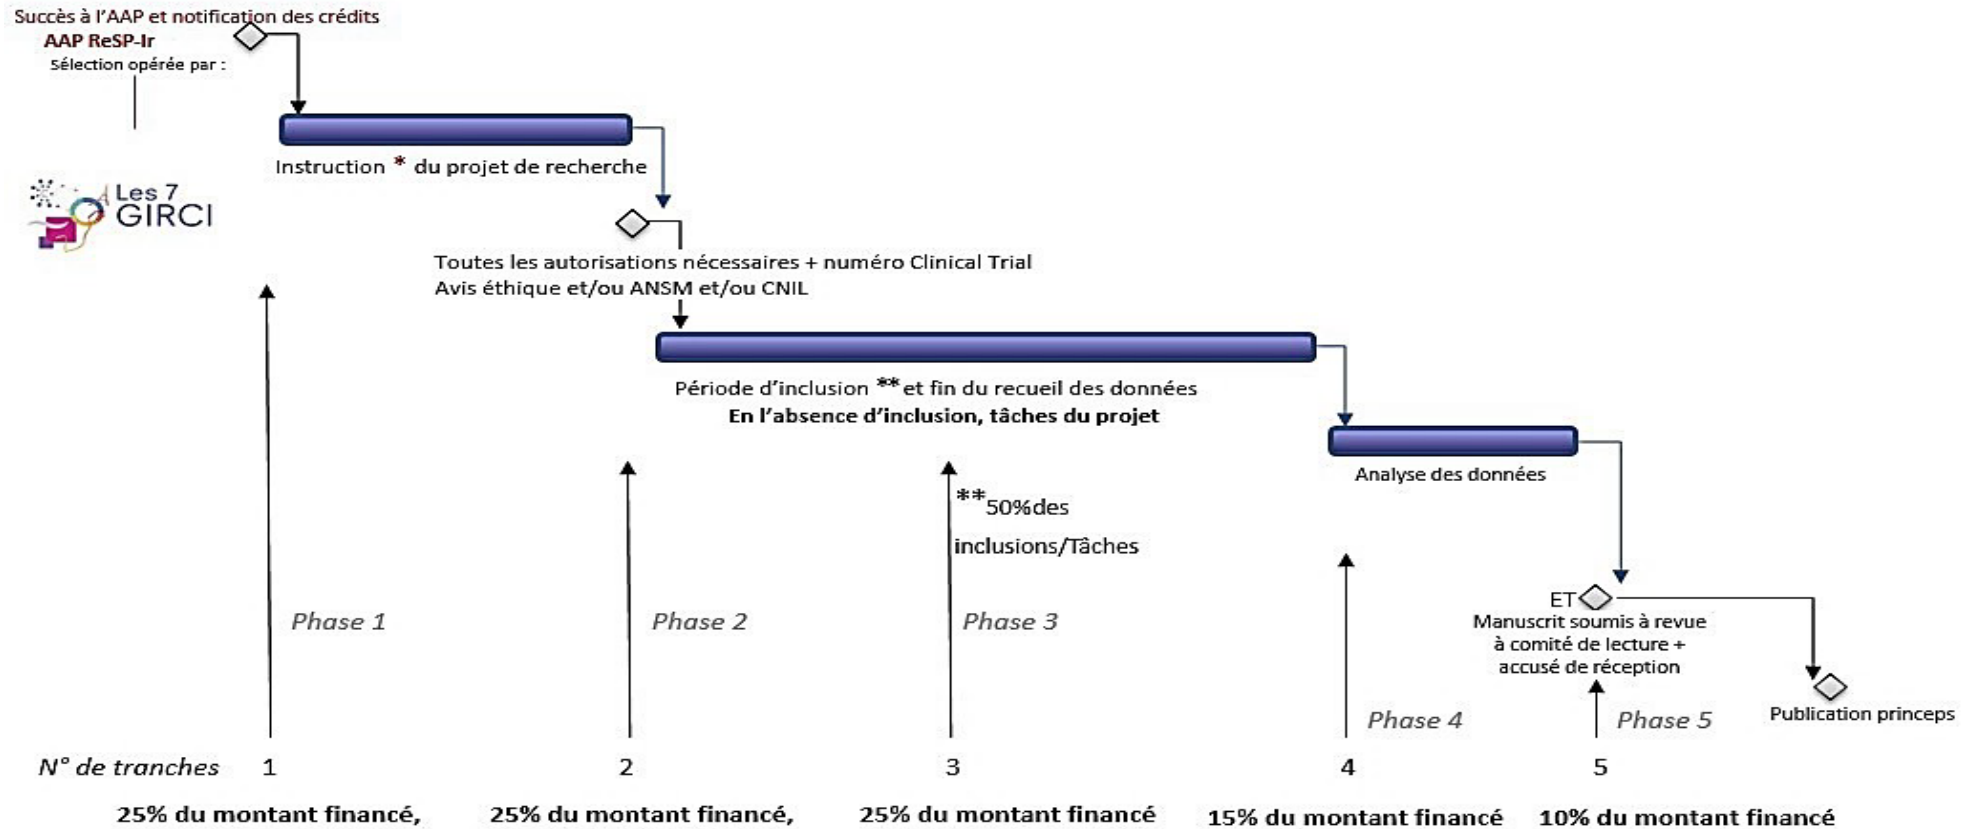 Succès à l'AAP et notification des crédits
AAP ReSP-Ir
Sélection opérée par :
Les 7
GIRCI
Instruction * du projet de recherche
Toutes les autorisations nécessaires + numéro Clinical Trial
Avis éthique et/ou ANSM et/ou CNIL
Période d'inclusion ** et fin du recueil des données
En l'absence d'inclusion, tâches du projet
Analyse des données
**50%des
inclusions/Tâches
ET
Manuscrit soumis à revue
à comité de lecture +
accusé de réception
Publication princeps
Phase 1
Phase 2
Phase 3
Phase 4
Phase 5
N° de tranches 1 2 3 4 5
25% du montant financé, 25% du montant financé, 25% du montant financé 15% du montant financé 10% du montant financé